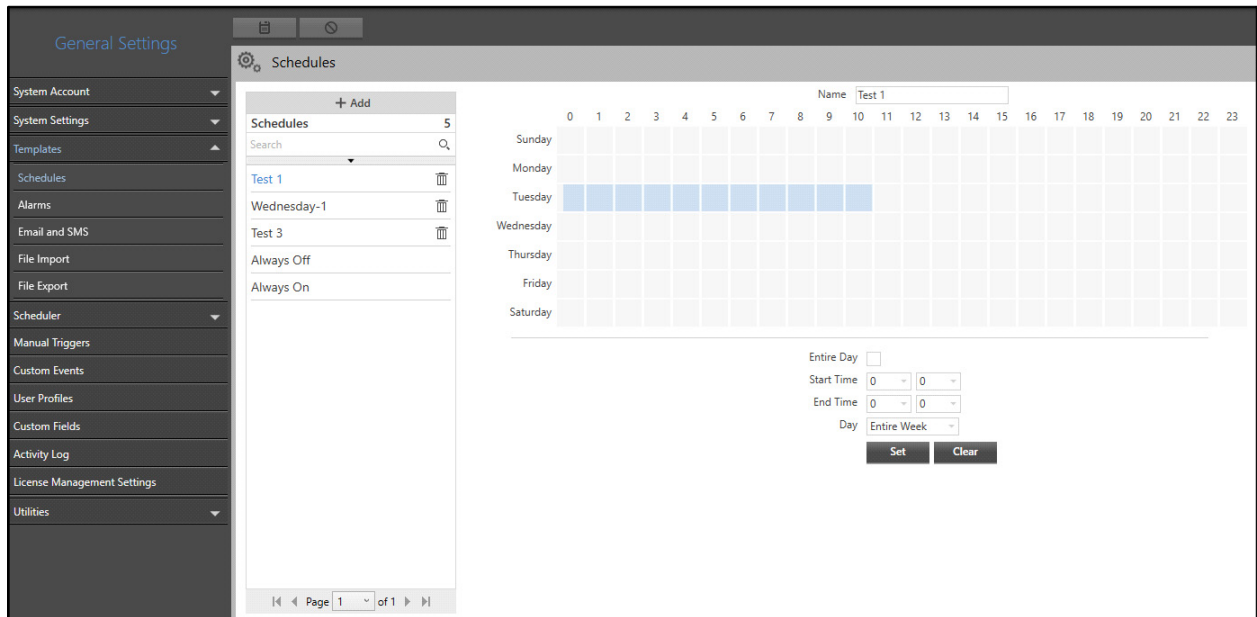 General Settings
System Account
System Settings
Templates
Schedules
Alarms
Email and SMS
File Import
File Export
Scheduler
Manual Triggers
Custom Events
User Profiles
Custom Fields
Activity Log
License Management Settings
Utilities
Schedules
+ Add
Schedules 5
Search
Test 1
Wednesday-1
Test 3
Always Off
Always On
Page 1 of 1
Name Test 1
0 1 2 3 4 5 6 7 8 9 10 11 12 13 14 15 16 17 18 19 20 21 22 23
Sunday
Monday
Tuesday
Wednesday
Thursday
Friday
Saturday
Entire Day
Start Time 0 0
End Time 0 0
Day Entire Week
Set Clear